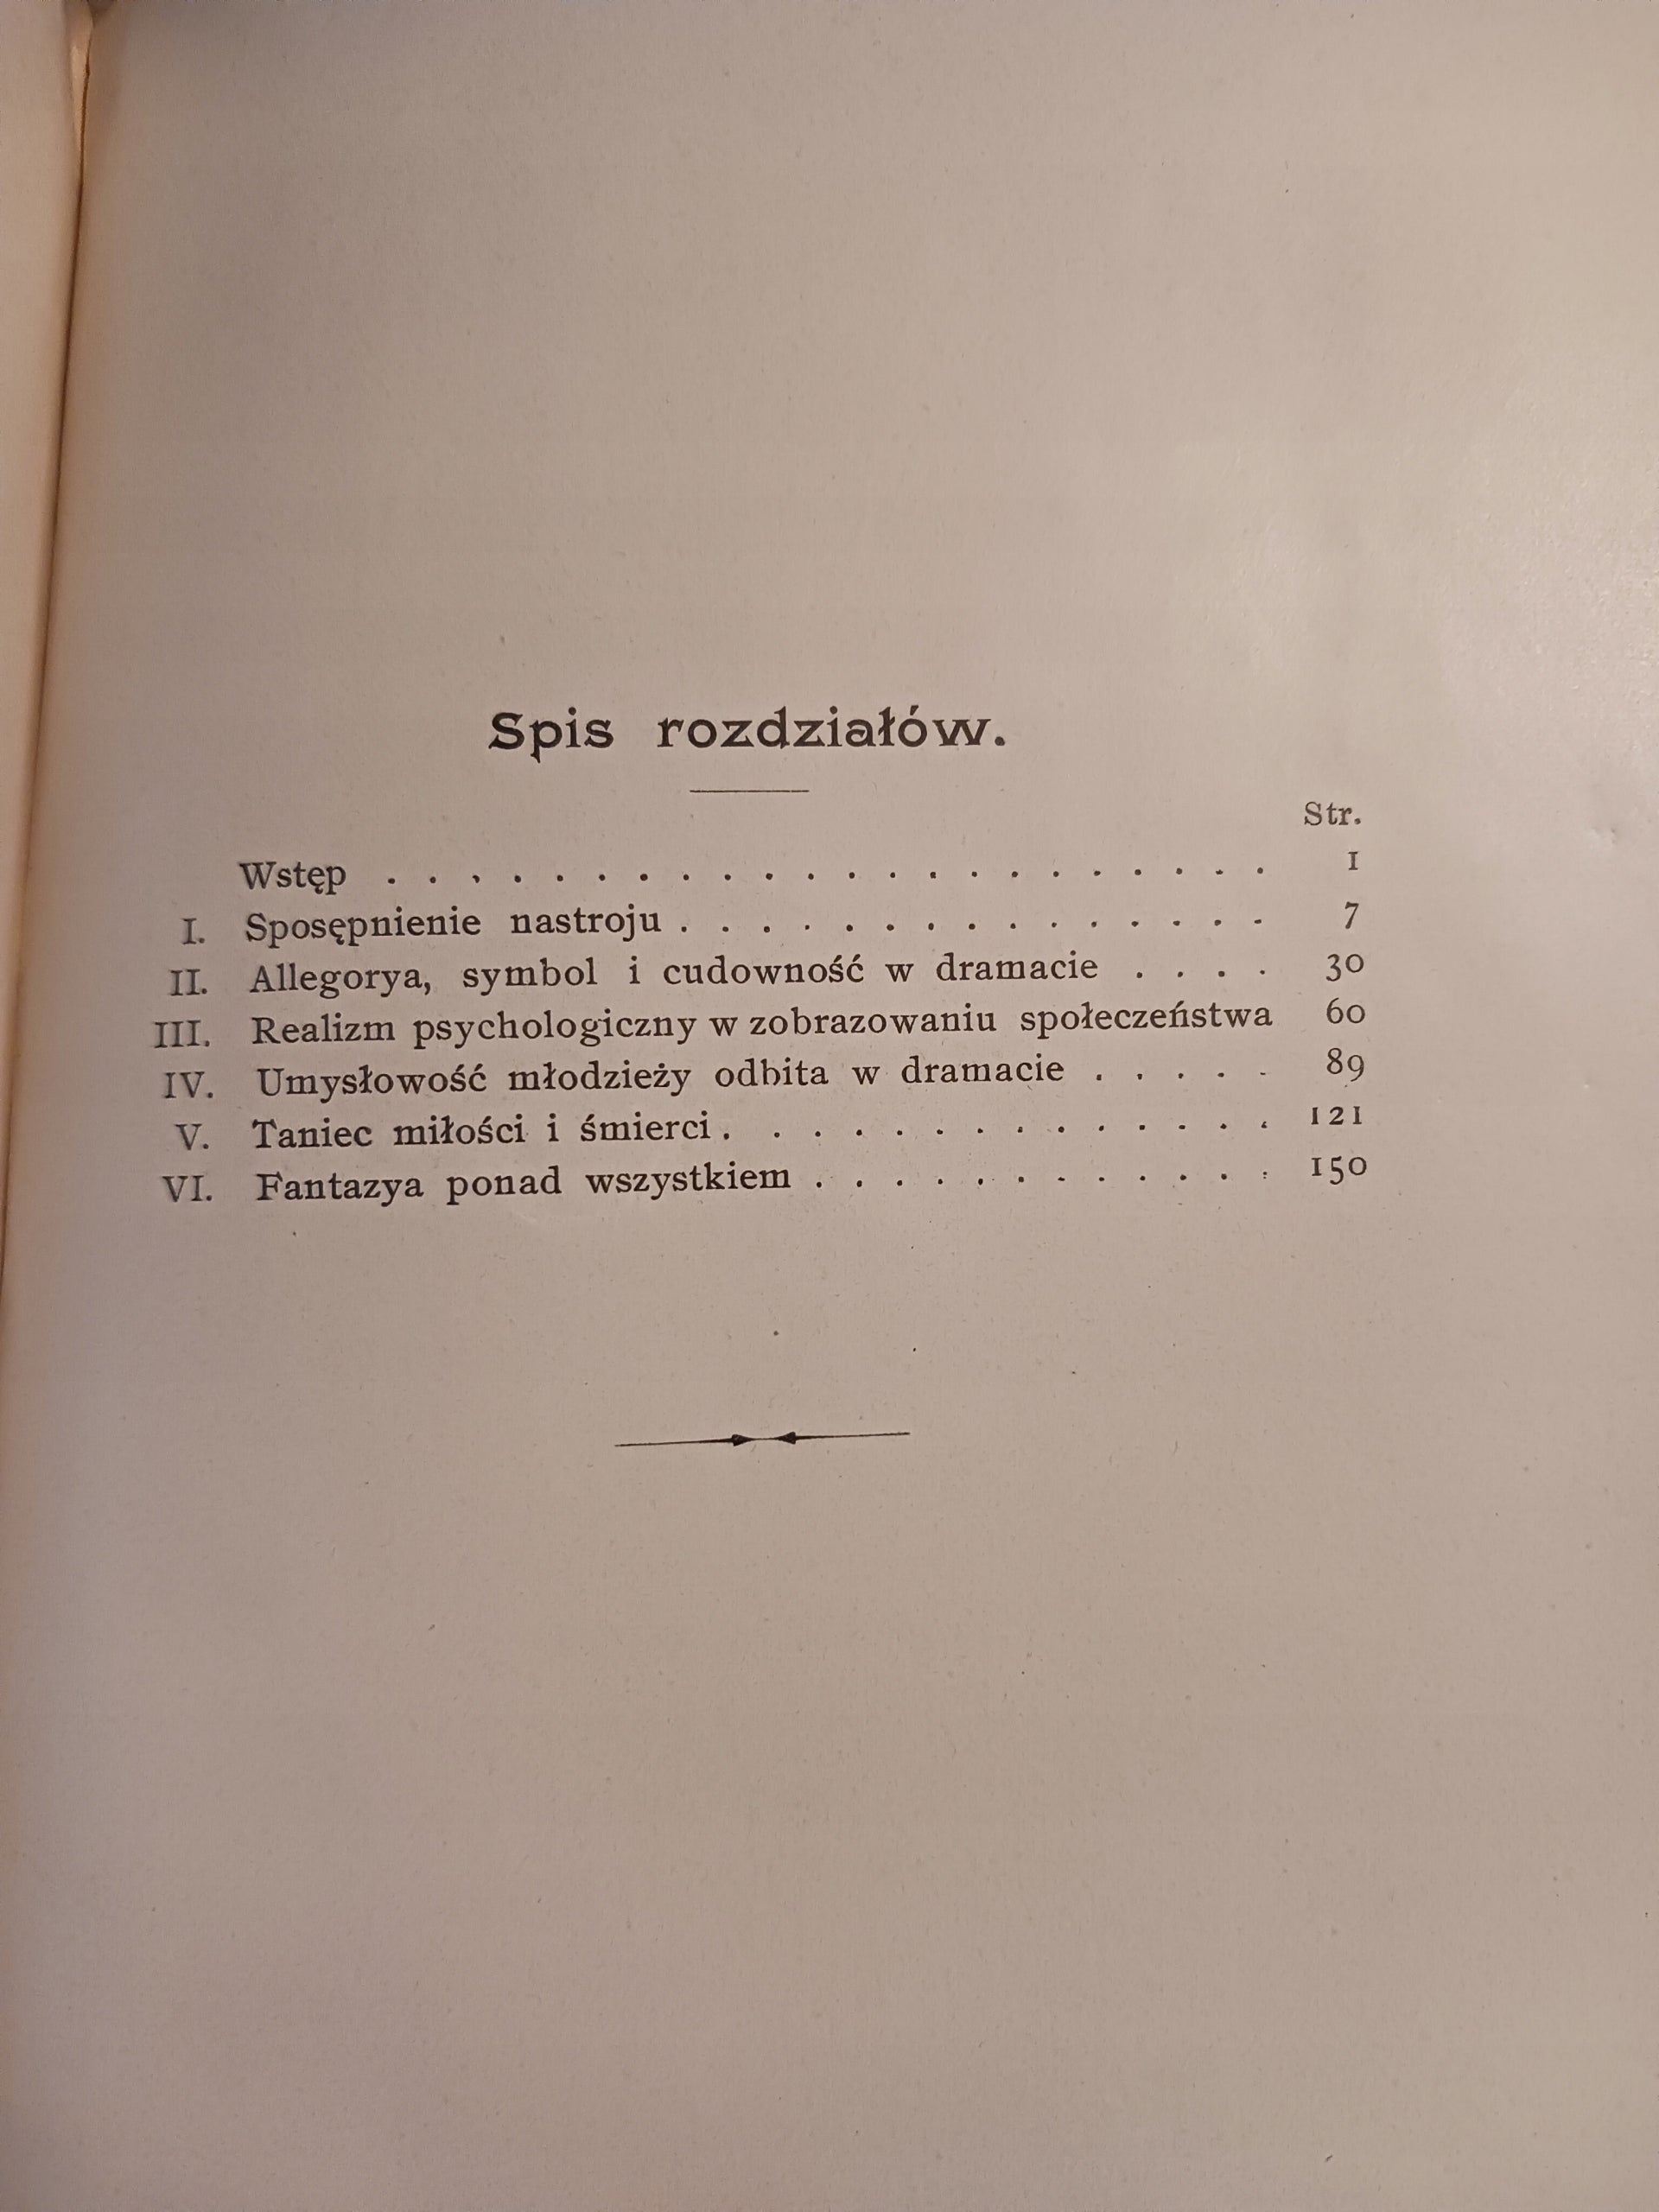 Spis rozdziałów.
Str.
Wstęp . . . . . . . . . . . . . . . . . . . . . . 1
I. Sposępnienie nastroju . . . . . . . . . . . . . . . 7
II. Allegorya, symbol i cudowność w dramacie . . . . 30
III. Realizm psychologiczny w zobrazowaniu społeczeństwa 60
IV. Umysłowość młodzieży odbita w dramacie . . . . . 89
V. Taniec miłości i śmierci . . . . . . . . . . . . . . 121
VI. Fantazya ponad wszystkiem . . . . . . . . . . . . 150